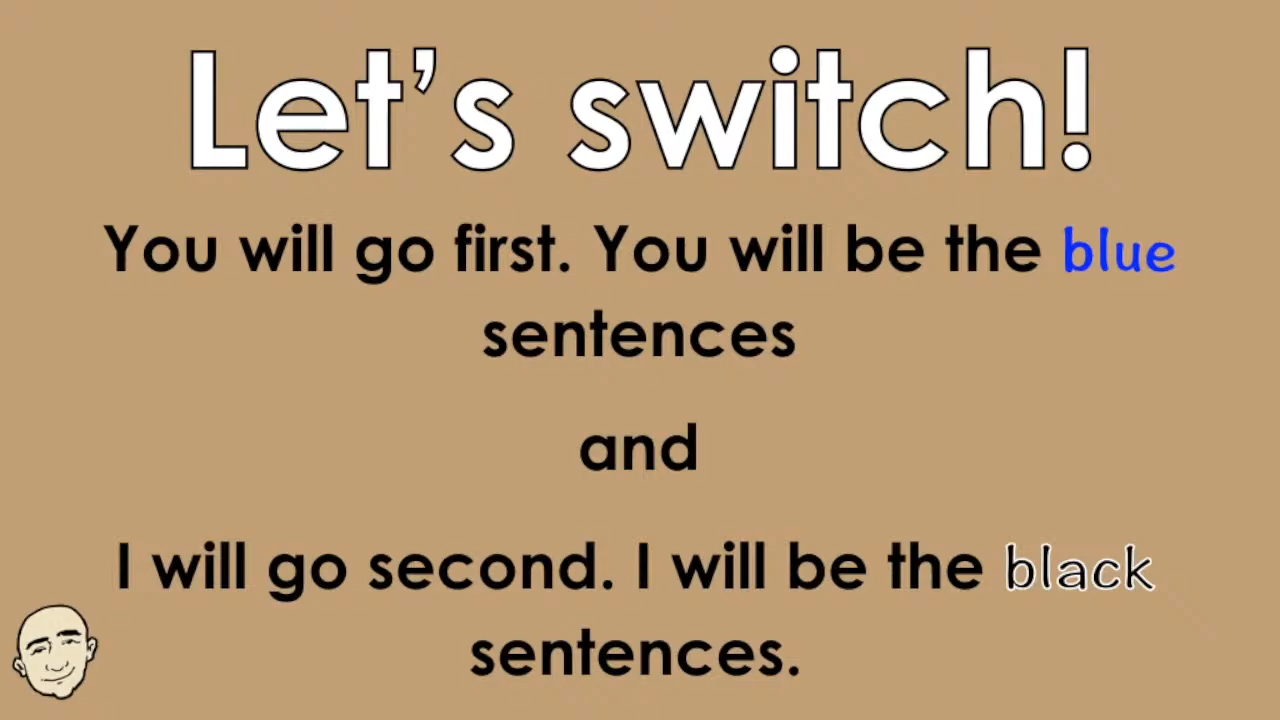 Let's switch!
You will go first. You will be the blue
sentences
and
I will go second. I will be the black
sentences.